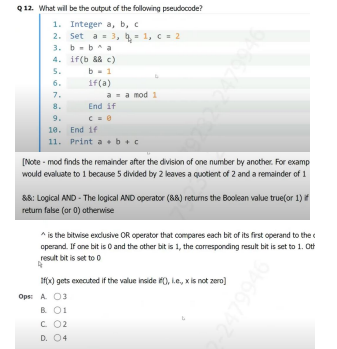 Q 12. What will be the output of the following pseudocode?
1. Integer a, b, c
2. Set a = 3, b = 1, c = 2
3. b = b ^ a
4. if(b && c)
5. b = 1
6. if(a)
7. a = a mod 1
8. End if
9. c = 0
10. End if
11. Print a + b + c
[Note - mod finds the remainder after the division of one number by another. For examp
would evaluate to 1 because 5 divided by 2 leaves a quotient of 2 and a remainder of 1
&&: Logical AND - The logical AND operator (&&) returns the Boolean value true(or 1) if
return false (or 0) otherwise
^ is the bitwise exclusive OR operator that compares each bit of its first operand to the c
operand. If one bit is 0 and the other bit is 1, the corresponding result bit is set to 1. Oth
result bit is set to 0
If(x) gets executed if the value inside if(), i.e., x is not zero]
Ops: A. 3
B. 1
C. 2
D. 4